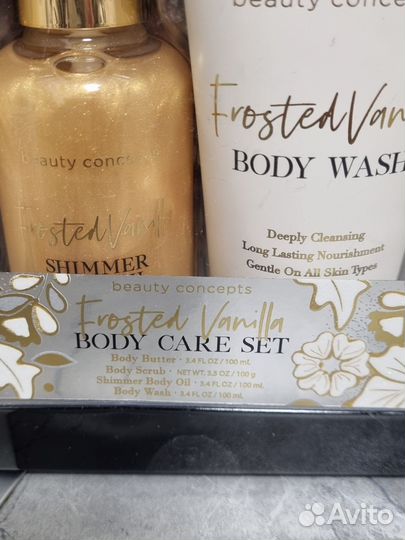 beauty concepts
Frosted Vanilla
SHIMMER
beauty concepts
Frosted Van
BODY WASH
Deeply Cleansing
Long Lasting Nourishment
Gentle On All Skin Types
beauty concepts
Frosted Vanilla
BODY CARE SET
Body Butter · 3.4 FL OZ / 100 mL
Body Scrub · NET WT. 3.5 OZ / 100 g
Shimmer Body Oil · 3.4 FL OZ / 100 mL
Body Wash · 3.4 FL OZ / 100 mL
Avito